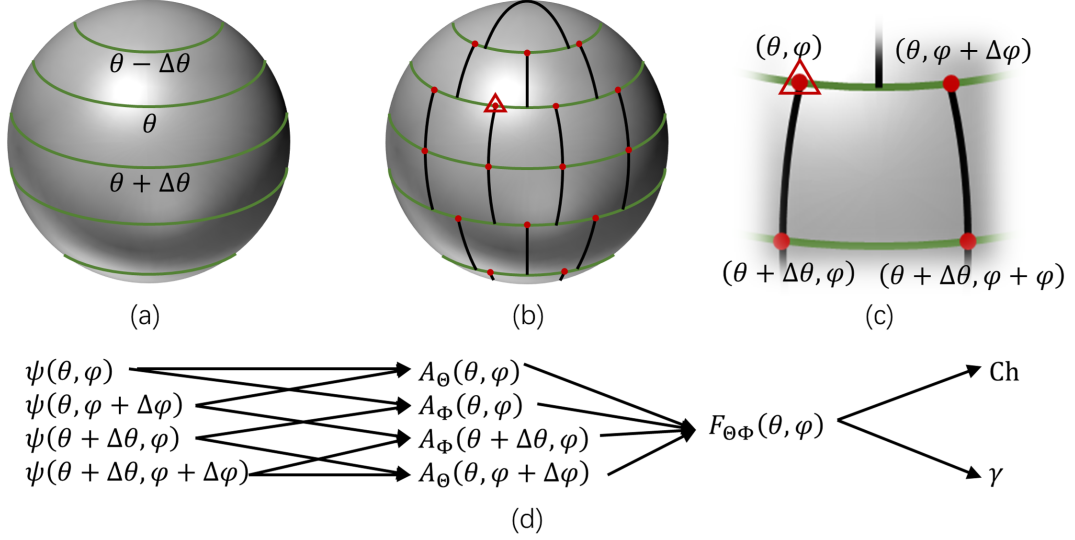 θ − Δθ
θ
θ + Δθ
(a)
(b)
(θ, φ)
(θ, φ + Δφ)
(θ + Δθ, φ)
(θ + Δθ, φ + φ)
(c)
ψ(θ, φ)
ψ(θ, φ + Δφ)
ψ(θ + Δθ, φ)
ψ(θ + Δθ, φ + Δφ)
A_Θ(θ, φ)
A_Φ(θ, φ)
A_Φ(θ + Δθ, φ)
A_Θ(θ, φ + Δφ)
F_ΘΦ(θ, φ)
Ch
γ
(d)